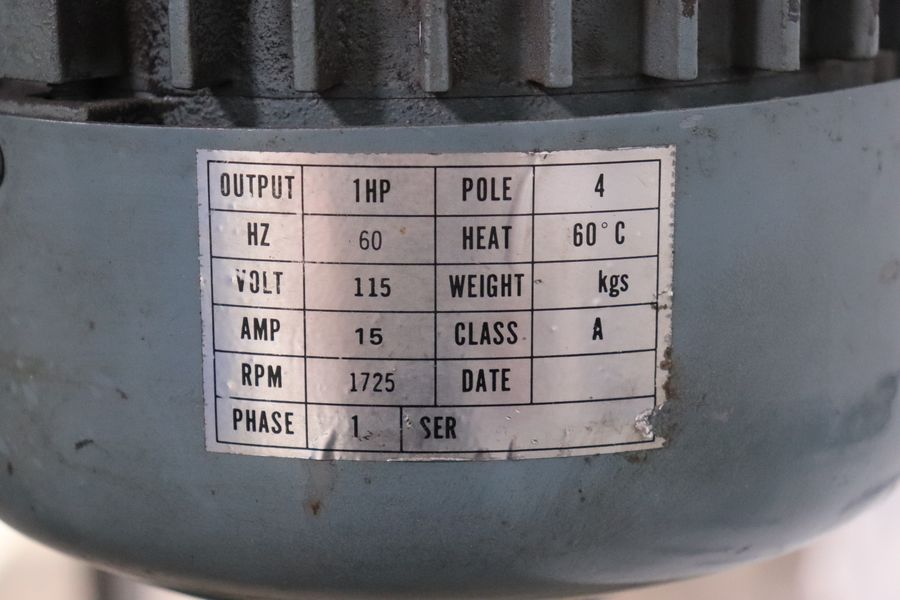 OUTPUT 1HP POLE 4
HZ 60 HEAT 60°C
VOLT 115 WEIGHT kgs
AMP 15 CLASS A
RPM 1725 DATE
PHASE 1 SER